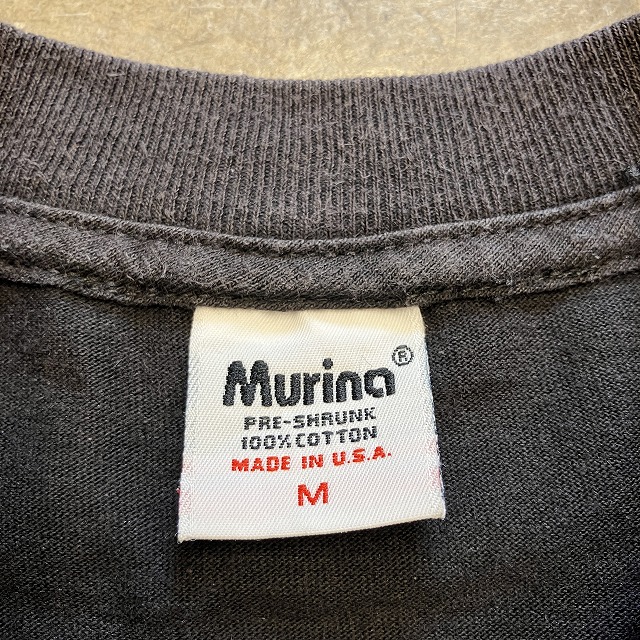 Murina®
PRE-SHRUNK
100% COTTON
MADE IN U.S.A.
M